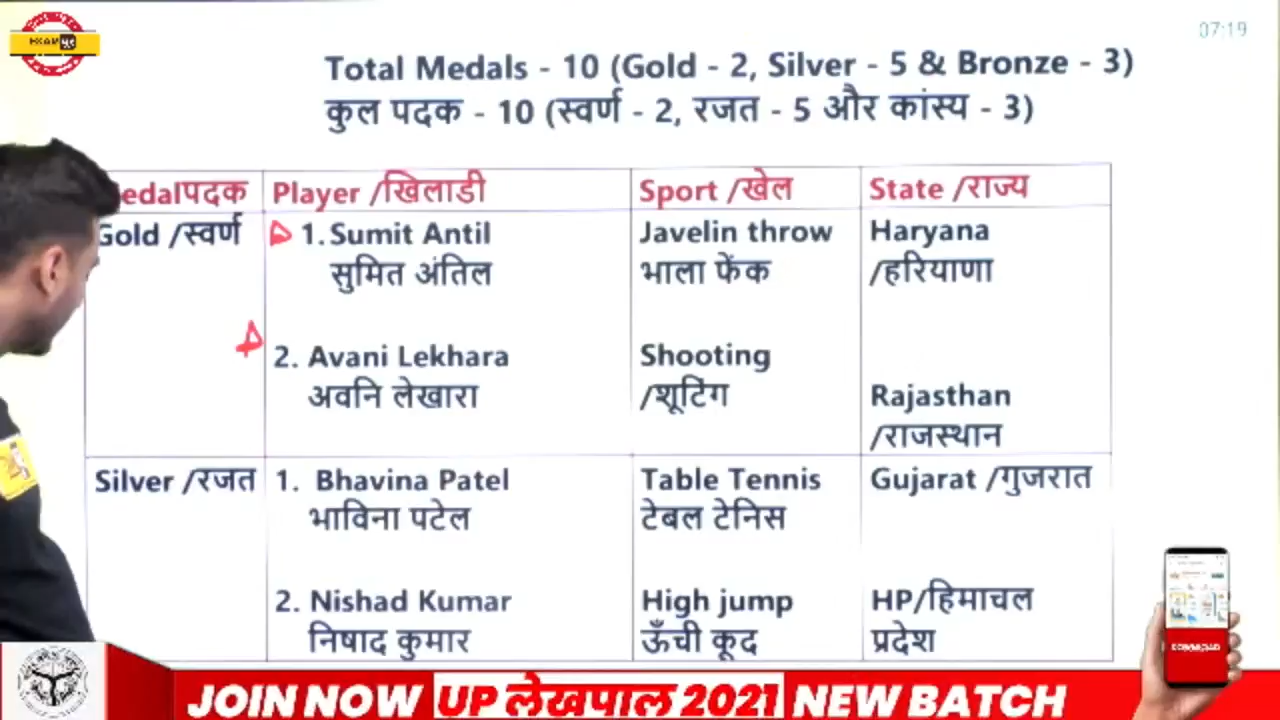 07:19
Total Medals - 10 (Gold - 2, Silver - 5 & Bronze - 3)
कुल पदक - 10 (स्वर्ण - 2, रजत - 5 और कांस्य - 3)
edalपदक Player /खिलाडी Sport /खेल State /राज्य
Gold /स्वर्ण 1. Sumit Antil Javelin throw Haryana
सुमित अंतिल भाला फेंक /हरियाणा
2. Avani Lekhara Shooting
अवनि लेखारा /शूटिंग Rajasthan
/राजस्थान
Silver /रजत 1. Bhavina Patel Table Tennis Gujarat /गुजरात
भाविना पटेल टेबल टेनिस
2. Nishad Kumar High jump HP/हिमाचल
निषाद कुमार ऊँची कूद प्रदेश
JOIN NOW UP लेखपाल 2021 NEW BATCH